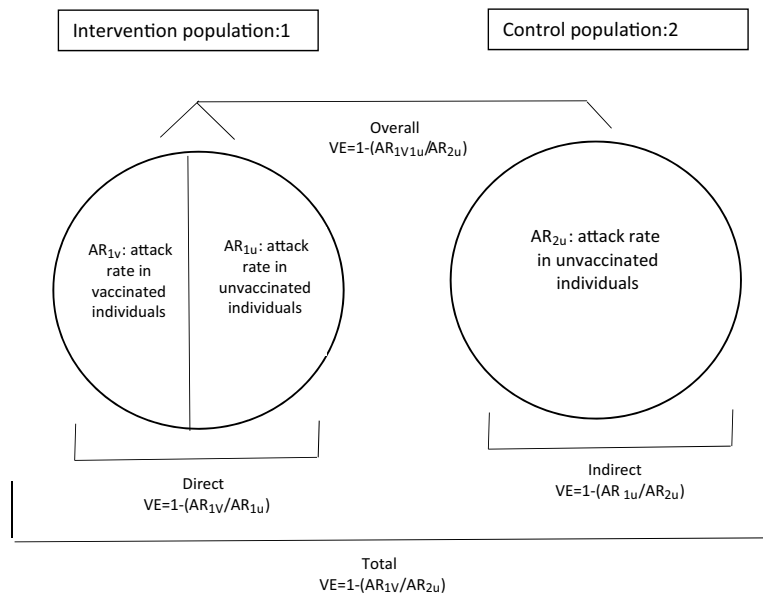 Intervention population:1
Control population:2
Overall
VE=1-(AR1V1u/AR2u)
AR1v: attack
rate in
vaccinated
individuals
AR1u: attack
rate in
unvaccinated
individuals
AR2u: attack rate
in unvaccinated
individuals
Direct
VE=1-(AR1V/AR1u)
Indirect
VE=1-(AR 1u/AR2u)
Total
VE=1-(AR1V/AR2u)